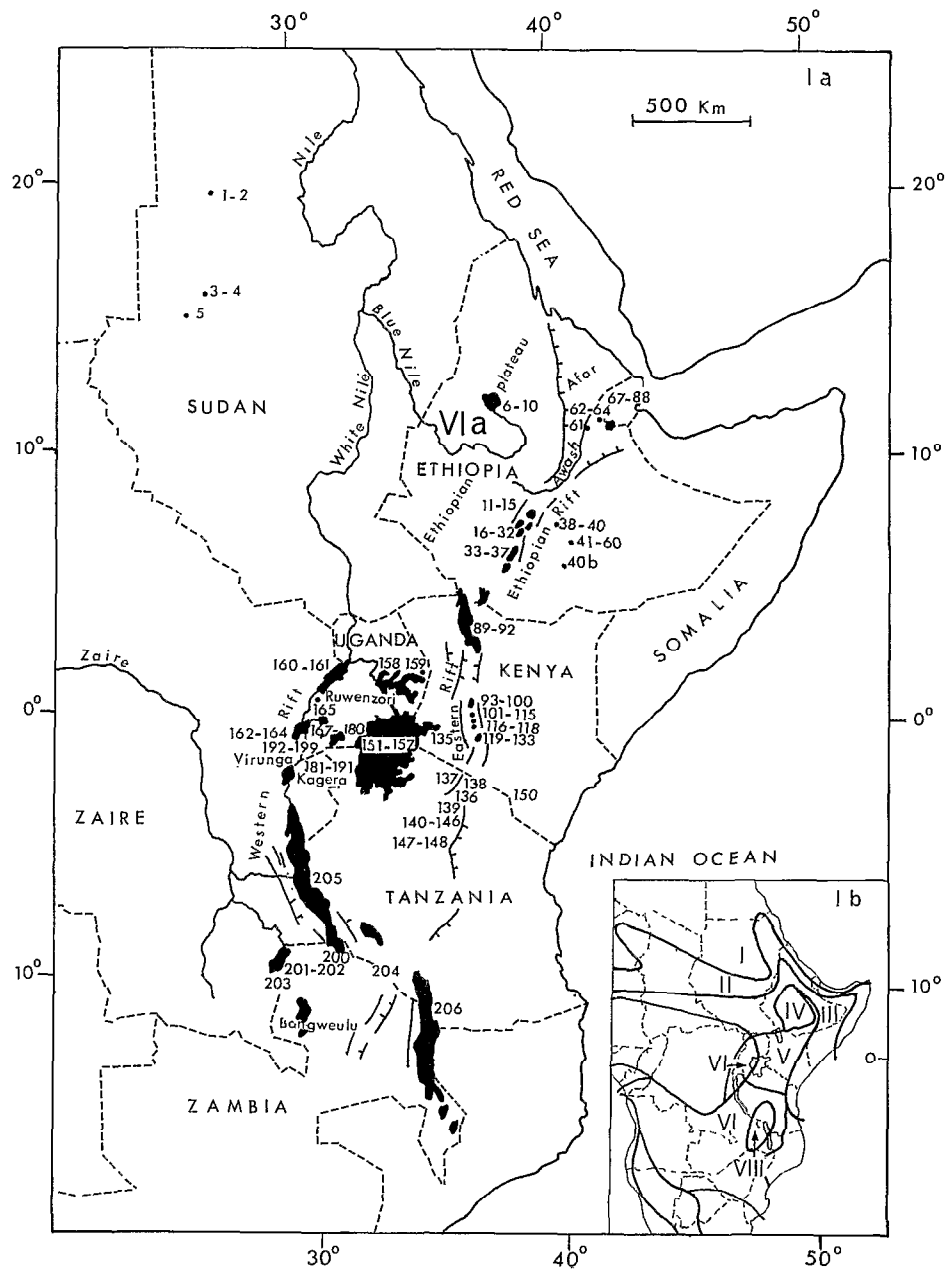 30°
40°
50°
Ia
500 Km
Nile
20°
20°
1-2
RED SEA
3-4
5
Blue Nile
White Nile
plateau
Afar
67-88
62-64
61
6-10
SUDAN
VIa
10°
10°
ETHIOPIA
Awash
Ethiopian
11-15
16-32
33-37
Ethiopian Rift
38-40
41-60
40b
SOMALIA
89-92
UGANDA
KENYA
Zaire
160-161
158
159
Rift
Ruwenzori
165
Rift
Eastern
93-100
101-115
116-118
119-133
0°
0°
162-164
167-180
135
192-199
151-157
Virunga
181-191
Kagera
137
138
136
150
139
140-146
147-148
ZAIRE
Western
INDIAN OCEAN
205
TANZANIA
Ib
200
201-202
204
203
10°
10°
206
Bangweulu
I
II
IV
III
V
VI
0
VI
VIII
ZAMBIA
30°
40°
50°